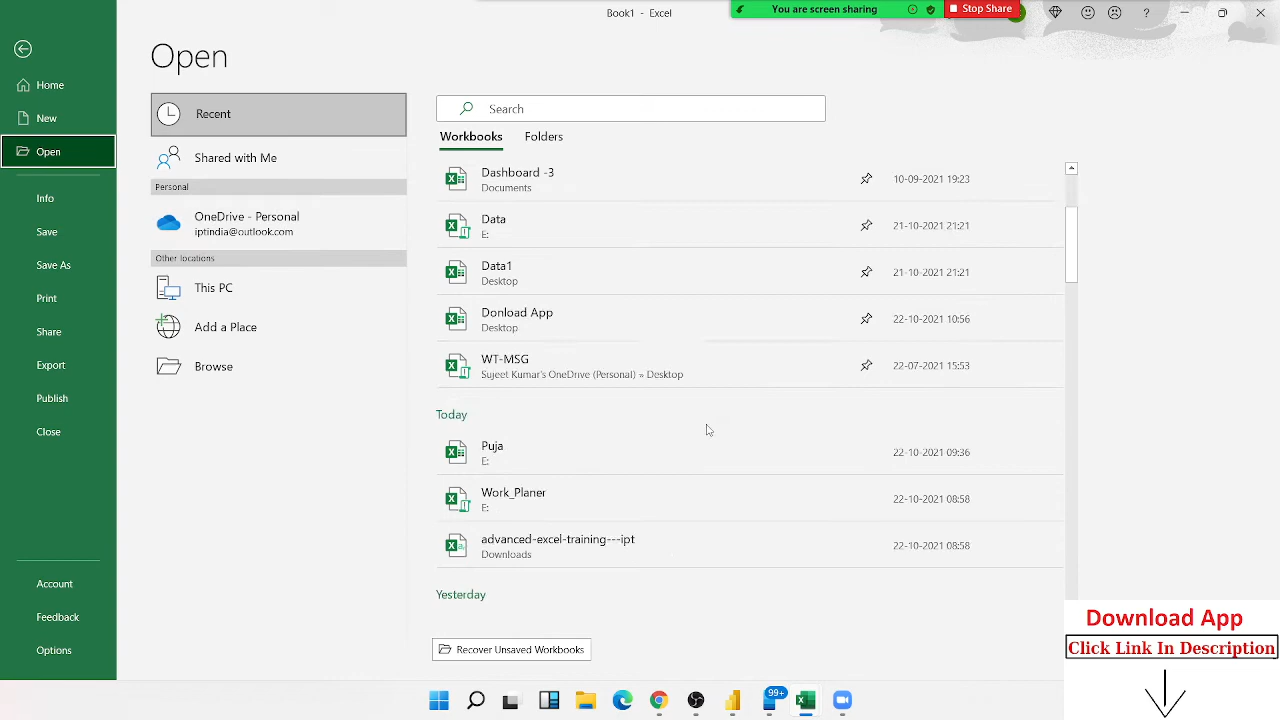 Book1 - Excel
You are screen sharing
Stop Share
?
Open
Home
New
Open
Info
Save
Save As
Print
Share
Export
Publish
Close
Account
Feedback
Options
Recent
Shared with Me
Personal
OneDrive - Personal
iptindia@outlook.com
Other locations
This PC
Add a Place
Browse
Search
Workbooks Folders
Dashboard -3
Documents
10-09-2021 19:23
Data
E:
21-10-2021 21:21
Data1
Desktop
21-10-2021 21:21
Donload App
Desktop
22-10-2021 10:56
WT-MSG
Sujeet Kumar's OneDrive (Personal) » Desktop
22-07-2021 15:53
Today
Puja
E:
22-10-2021 09:36
Work_Planer
E:
22-10-2021 08:58
advanced-excel-training---ipt
Downloads
22-10-2021 08:58
Yesterday
Recover Unsaved Workbooks
Download App
Click Link In Description
99+